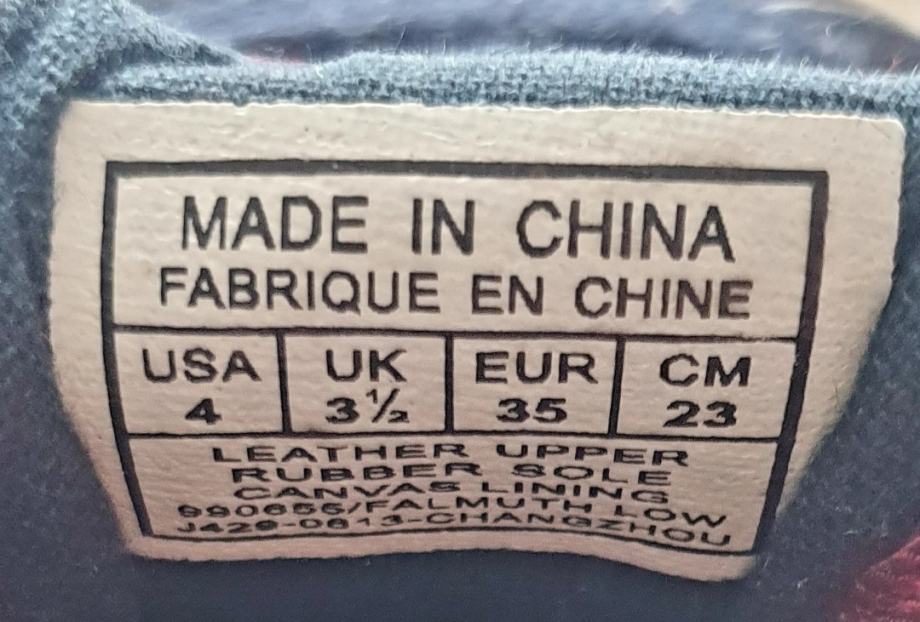 MADE IN CHINA
FABRIQUE EN CHINE
USA UK EUR CM
4 3½ 35 23
LEATHER UPPER
RUBBER SOLE
CANVAS LINING
990656/FALMUTH LOW
J429-0613-CHANGZHOU